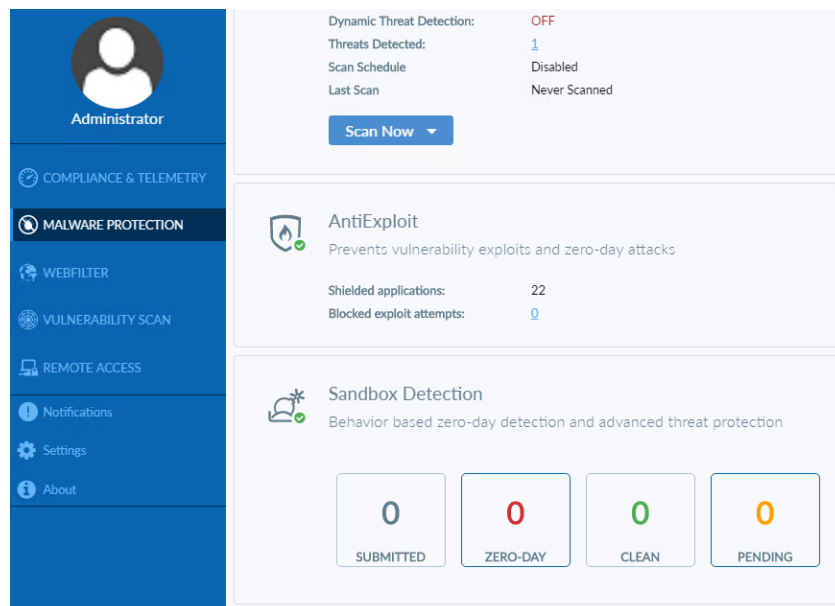 Administrator
COMPLIANCE & TELEMETRY
MALWARE PROTECTION
WEBFILTER
VULNERABILITY SCAN
REMOTE ACCESS
Notifications
Settings
About
Dynamic Threat Detection: OFF
Threats Detected: 1
Scan Schedule Disabled
Last Scan Never Scanned
Scan Now
AntiExploit
Prevents vulnerability exploits and zero-day attacks
Shielded applications: 22
Blocked exploit attempts: 0
Sandbox Detection
Behavior based zero-day detection and advanced threat protection
0 0 0 0
SUBMITTED ZERO-DAY CLEAN PENDING